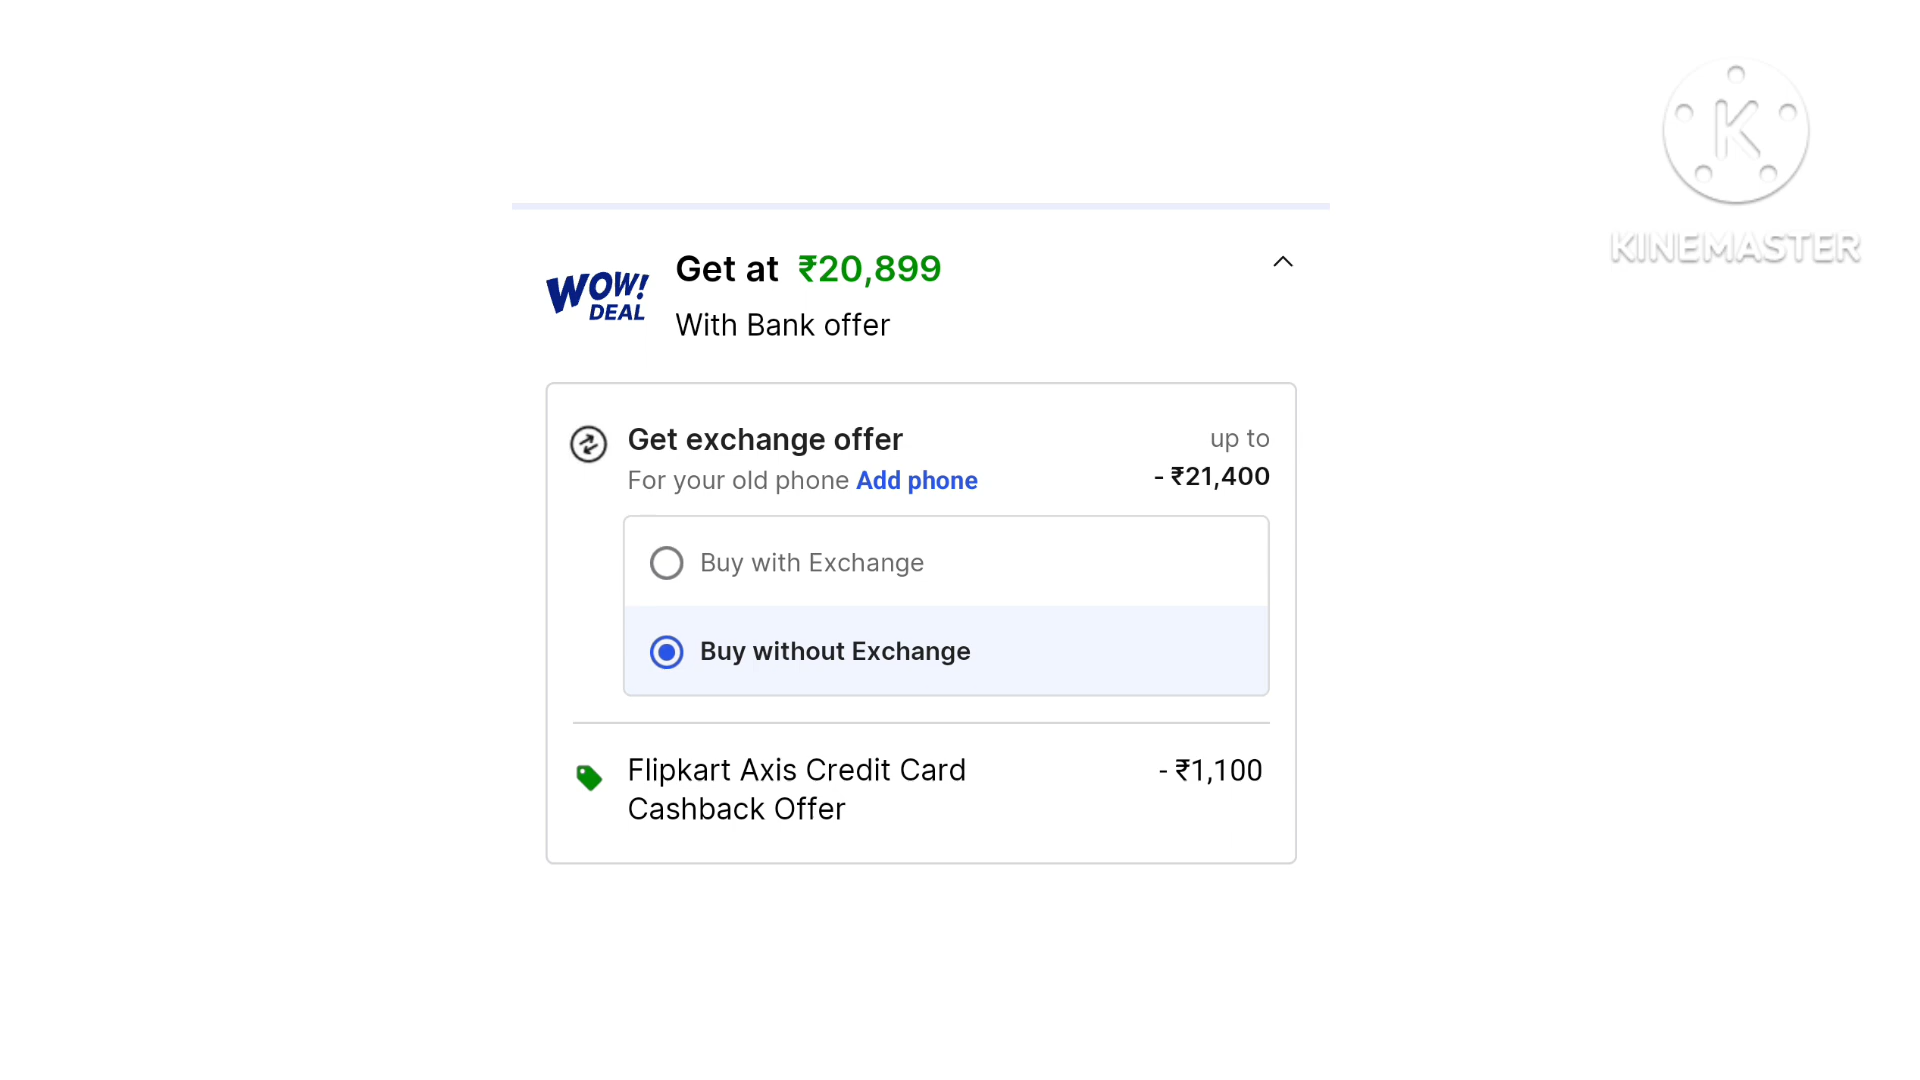 KINEMASTER
WOW!
DEAL
Get at ₹20,899
With Bank offer
Get exchange offer
up to
For your old phone Add phone
- ₹21,400
Buy with Exchange
Buy without Exchange
Flipkart Axis Credit Card
- ₹1,100
Cashback Offer